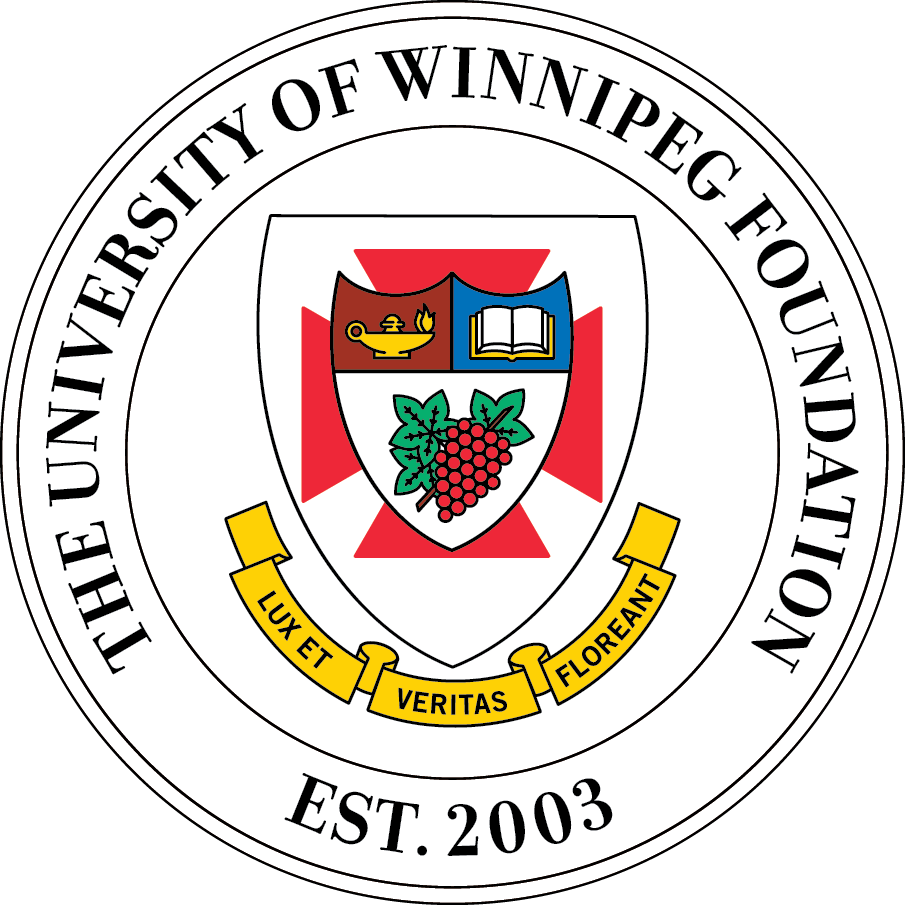 THE UNIVERSITY OF WINNIPEG FOUNDATION
LUX ET VERITAS FLOREANT
EST. 2003